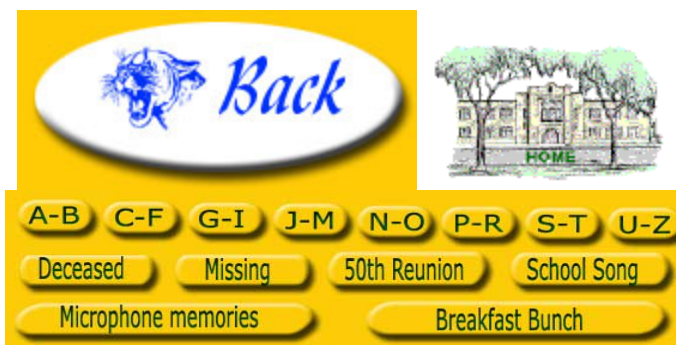 Back
HOME
A-B C-F G-I J-M N-O P-R S-T U-Z
Deceased Missing 50th Reunion School Song
Microphone memories Breakfast Bunch